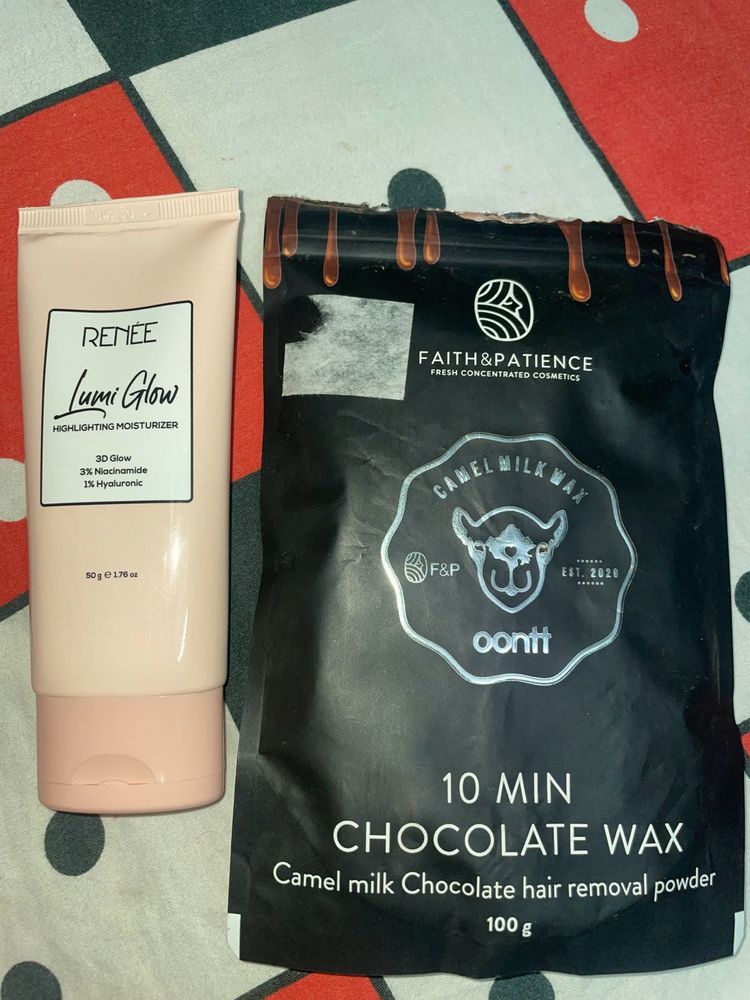 RENÉE
Lumi Glow
HIGHLIGHTING MOISTURIZER
3D Glow
3% Niacinamide
1% Hyaluronic
50 g ℮ 1.76 oz
FAITH&PATIENCE
FRESH CONCENTRATED COSMETICS
CAMEL MILK WAX
F&P
EST. 2020
oontt
10 MIN
CHOCOLATE WAX
Camel milk Chocolate hair removal powder
100 g